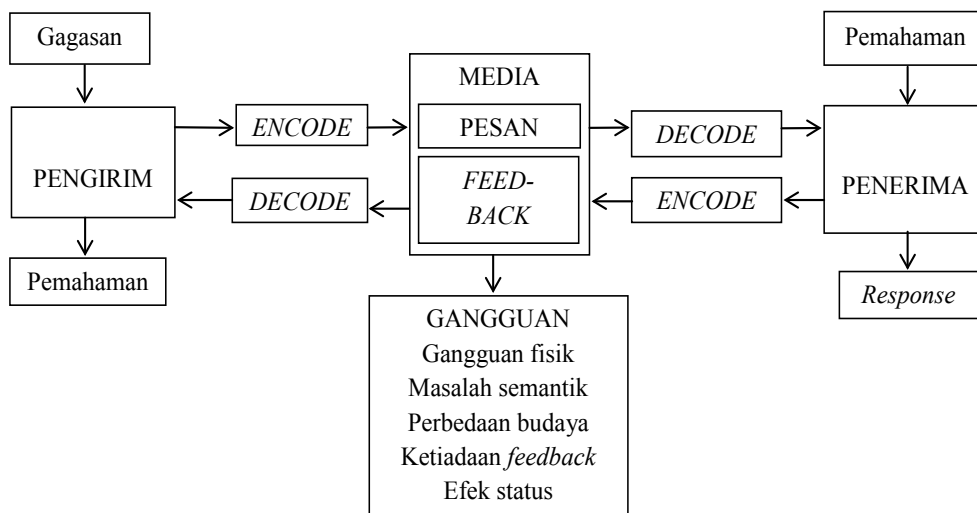 Gagasan
Pemahaman
MEDIA
ENCODE
PESAN
DECODE
PENGIRIM
PENERIMA
DECODE
FEED-
BACK
ENCODE
Pemahaman
Response
GANGGUAN
Gangguan fisik
Masalah semantik
Perbedaan budaya
Ketiadaan feedback
Efek status